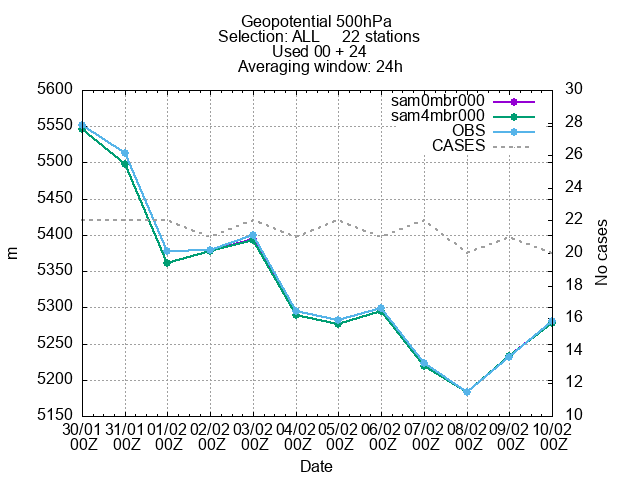 Geopotential 500hPa
Selection: ALL     22 stations
Used 00 + 24
Averaging window: 24h
sam0mbr000
sam4mbr000
OBS
CASES
5600
5550
5500
5450
5400
5350
5300
5250
5200
5150
m
30
28
26
24
22
20
18
16
14
12
10
No cases
30/01 31/01 01/02 02/02 03/02 04/02 05/02 06/02 07/02 08/02 09/02 10/02
00Z 00Z 00Z 00Z 00Z 00Z 00Z 00Z 00Z 00Z 00Z 00Z
Date